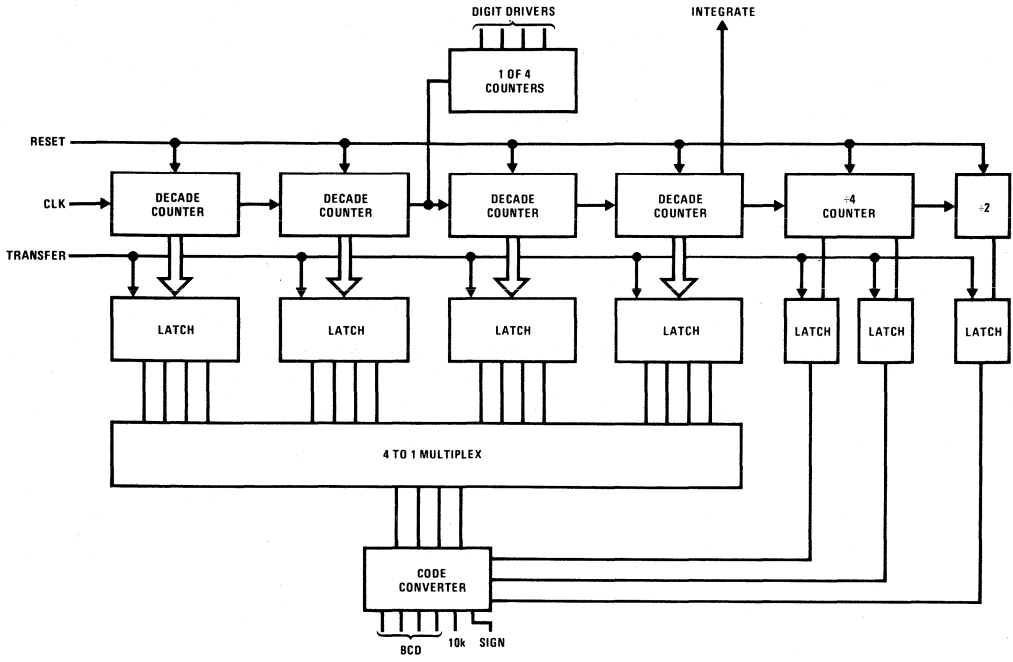 DIGIT DRIVERS
INTEGRATE
1 OF 4
COUNTERS
RESET
CLK
DECADE
COUNTER
DECADE
COUNTER
DECADE
COUNTER
DECADE
COUNTER
÷4
COUNTER
÷2
TRANSFER
LATCH
LATCH
LATCH
LATCH
LATCH
LATCH
LATCH
4 TO 1 MULTIPLEX
CODE
CONVERTER
BCD
10k
SIGN